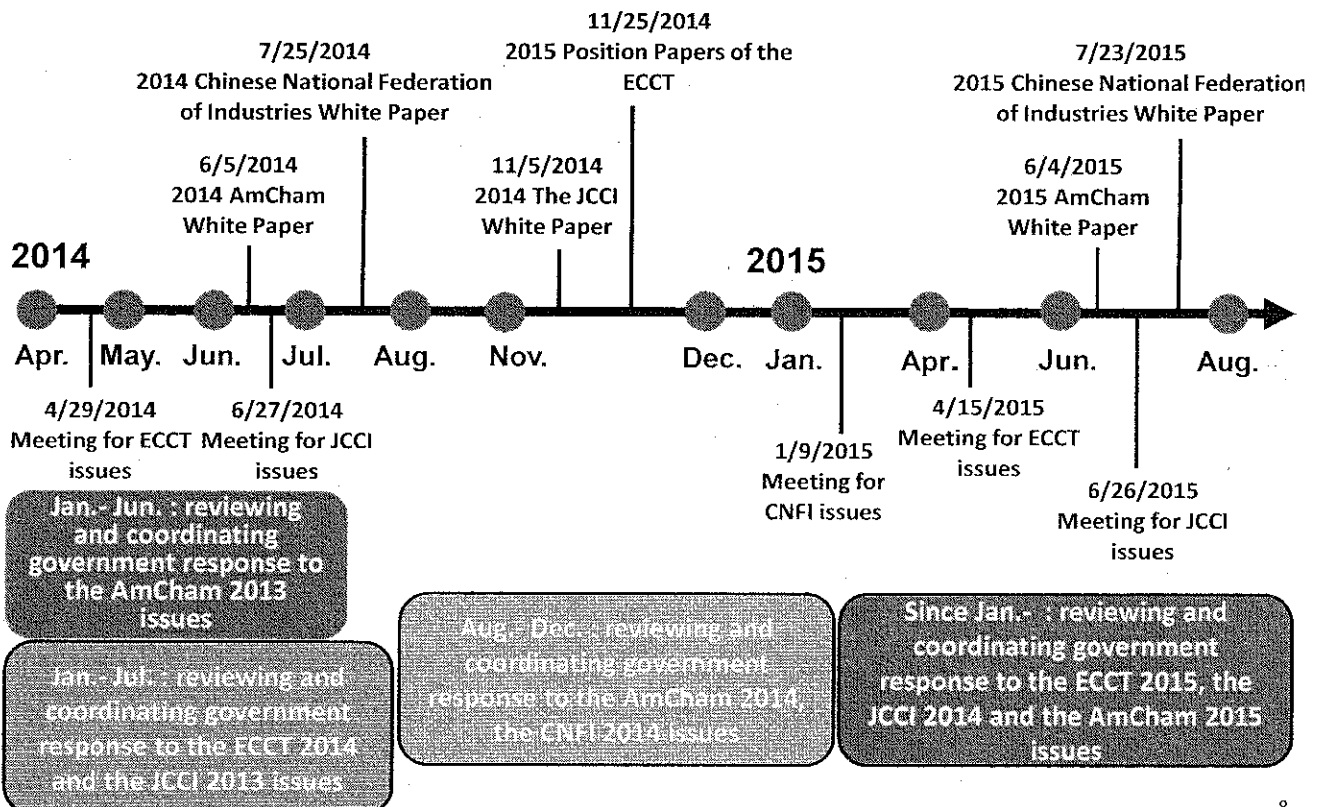 11/25/2014
2015 Position Papers of the
ECCT
7/25/2014
2014 Chinese National Federation
of Industries White Paper
7/23/2015
2015 Chinese National Federation
of Industries White Paper
6/5/2014
2014 AmCham
White Paper
11/5/2014
2014 The JCCI
White Paper
6/4/2015
2015 AmCham
White Paper
2014
2015
Apr.
May.
Jun.
Jul.
Aug.
Nov.
Dec.
Jan.
Apr.
Jun.
Aug.
4/29/2014
Meeting for ECCT
issues
6/27/2014
Meeting for JCCI
issues
1/9/2015
Meeting for
CNFI issues
4/15/2015
Meeting for ECCT
issues
6/26/2015
Meeting for JCCI
issues
Jan.- Jun. : reviewing
and coordinating
government response to
the AmCham 2013
issues
Jan.- Jul. : reviewing and
coordinating government
response to the ECCT 2014
and the JCCI 2013 issues
Aug.- Dec. : reviewing and
coordinating government
response to the AmCham 2014,
the CNFI 2014 issues
Since Jan.- : reviewing and
coordinating government
response to the ECCT 2015, the
JCCI 2014 and the AmCham 2015
issues
8